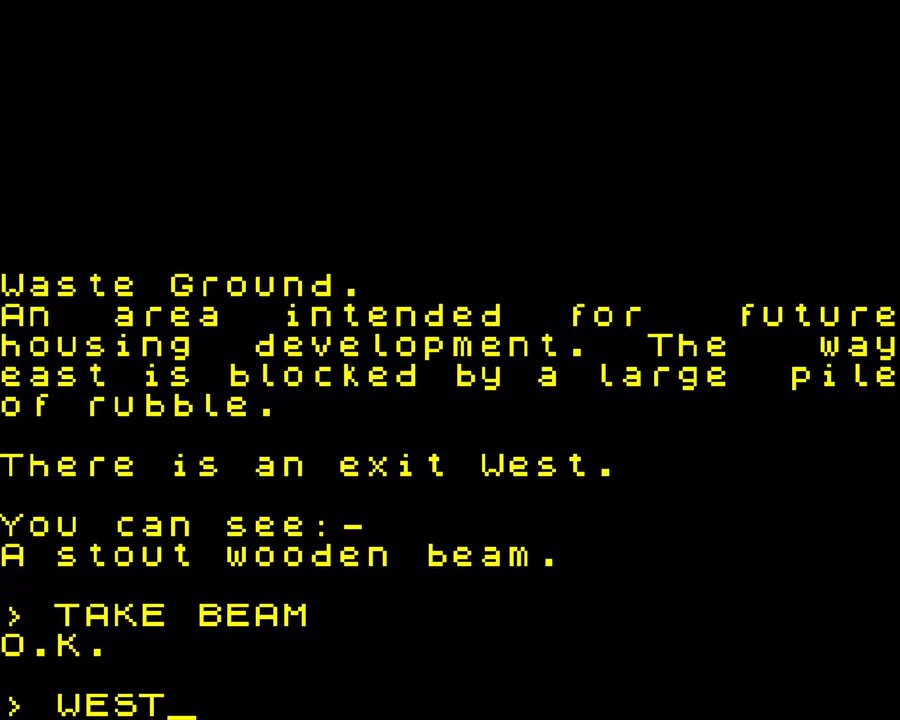 Waste Ground.
An area intended for future
housing development. The way
east is blocked by a large pile
of rubble.
There is an exit West.
You can see:-
A stout wooden beam.
> TAKE BEAM
O.K.
> WEST_